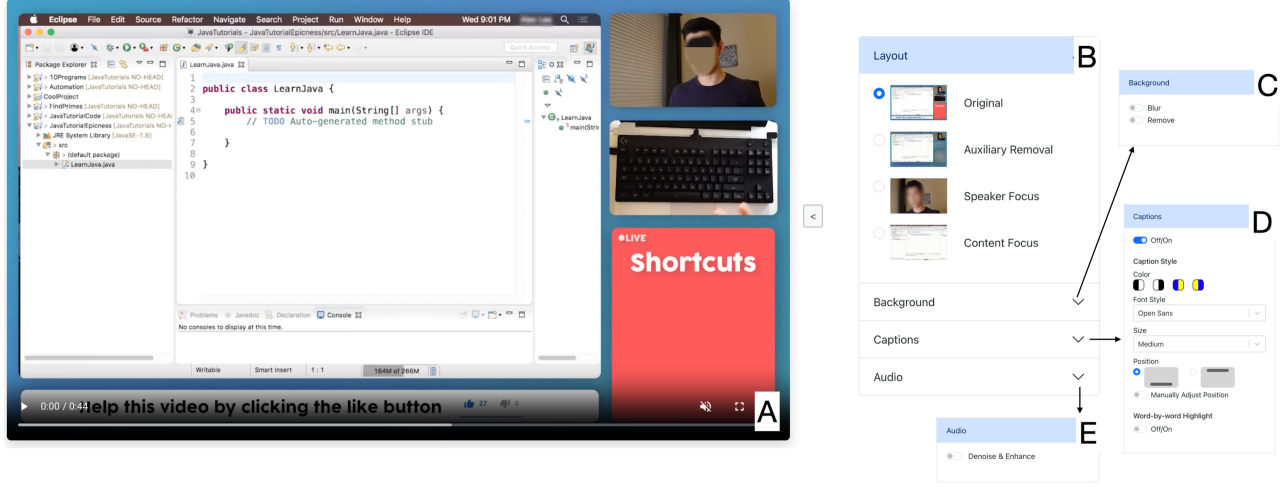 Eclipse File Edit Source Refactor Navigate Search Project Run Window Help Wed 9:01 PM
JavaTutorials - JavaTutorialEpicness/src/LearnJava.java - Eclipse IDE
Quick Access
Package Explorer
> 10Programs [JavaTutorials NO-HEAD]
> Automation [JavaTutorials NO-HEAD]
CoolProject
> FindPrimes [JavaTutorials NO-HEAD]
> JavaTutorialCode [JavaTutorials NO-HEA
> JavaTutorialEpicness [JavaTutorials NO-H
JRE System Library [JavaSE-1.8]
> src
> (default package)
> LearnJava.java
LearnJava.java
1
2 public class LearnJava {
3
4 public static void main(String[] args) {
5 // TODO Auto-generated method stub
6
7 }
8
9 }
10
O
LearnJava
main(Strin
Problems Javadoc Declaration Console
No consoles to display at this time.
Writable Smart Insert 1 : 1 164M of 266M
LIVE
Shortcuts
0:00 / 0:44
Help this video by clicking the like button
27 0
A
<
Layout
B
Original
Auxiliary Removal
Speaker Focus
Content Focus
Background
Captions
Audio
Background
C
Blur
Remove
Captions
D
Off/On
Caption Style
Color
Font Style
Open Sans
Size
Medium
Position
Manually Adjust Position
Word-by-word Highlight
Off/On
Audio
E
Denoise & Enhance